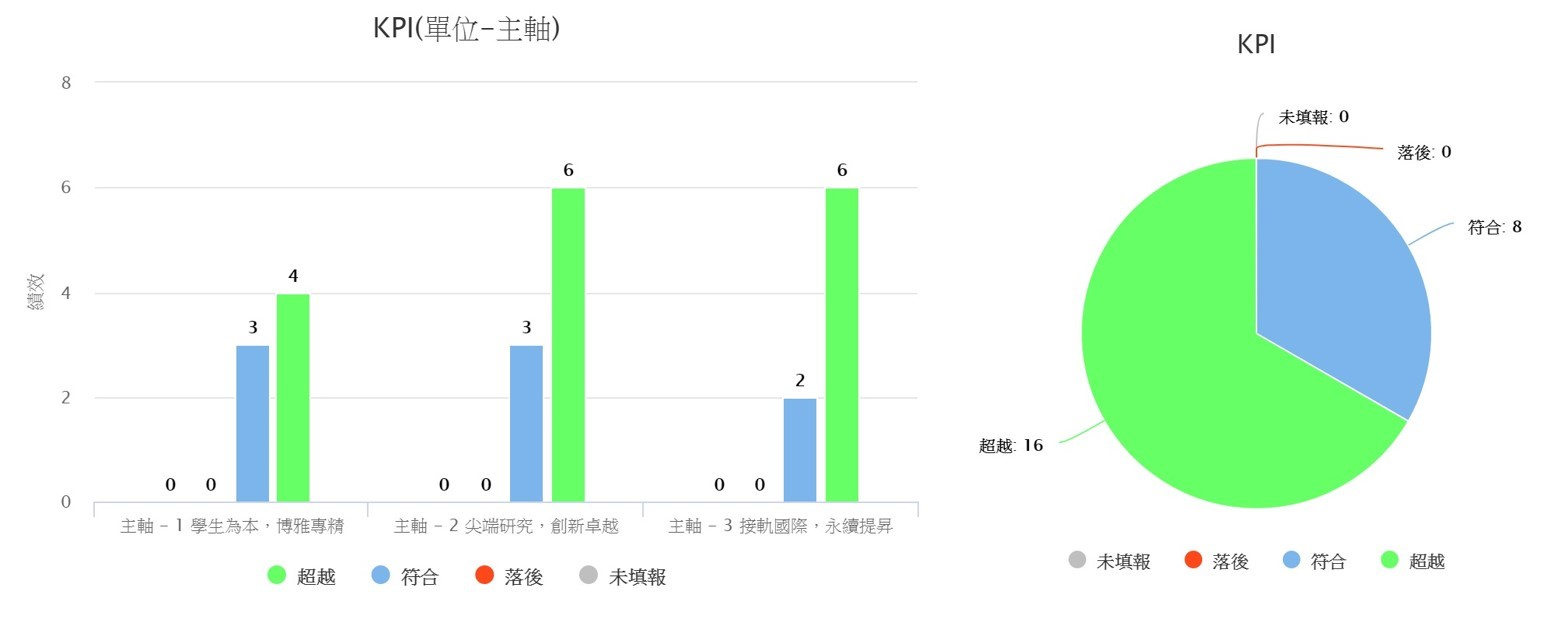 KPI(單位-主軸)
8
6
4
2
0
績效
0 0 3 4
0 0 3 6
0 0 2 6
主軸 - 1 學生為本，博雅專精
主軸 - 2 尖端研究，創新卓越
主軸 - 3 接軌國際，永續提昇
超越 符合 落後 未填報
KPI
未填報: 0
落後: 0
符合: 8
超越: 16
未填報 落後 符合 超越